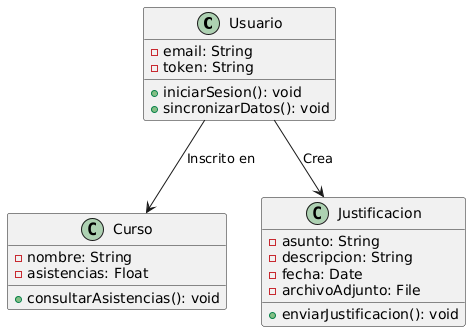 C Usuario
email: String
token: String
iniciarSesion(): void
sincronizarDatos(): void
Inscrito en
Crea
C Curso
nombre: String
asistencias: Float
consultarAsistencias(): void
C Justificacion
asunto: String
descripcion: String
fecha: Date
archivoAdjunto: File
enviarJustificacion(): void